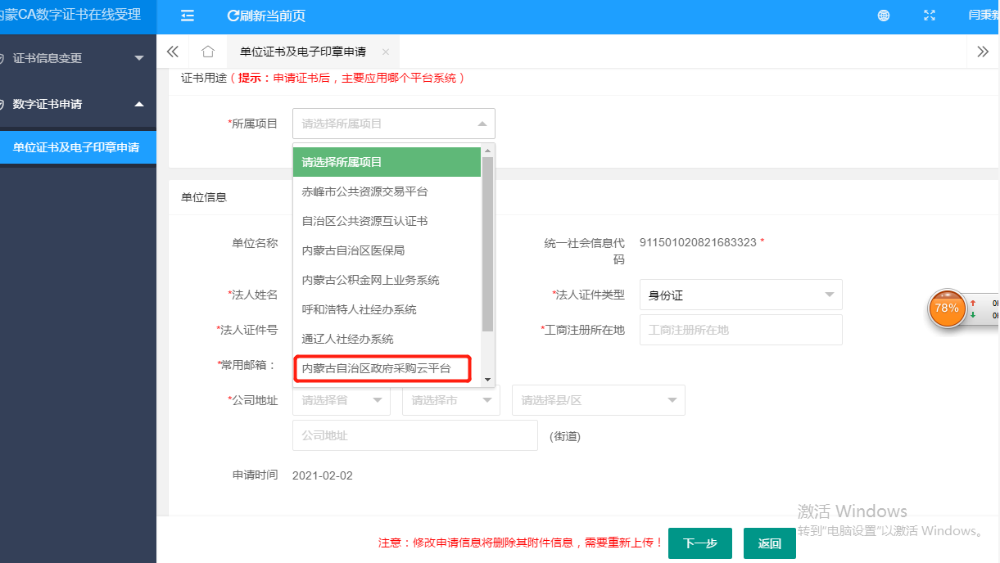 内蒙CA数字证书在线受理
刷新当前页
闫重新
证书信息变更
数字证书申请
单位证书及电子印章申请
单位证书及电子印章申请
证书用途（提示：申请证书后，主要应用哪个平台系统）
*所属项目
请选择所属项目
请选择所属项目
赤峰市公共资源交易平台
自治区公共资源互认证书
内蒙古自治区医保局
内蒙古公积金网上业务系统
呼和浩特人社经办系统
通辽人社经办系统
内蒙古自治区政府采购云平台
单位信息
单位名称
统一社会信息代码
911501020821683323 *
*法人姓名
*法人证件类型
身份证
*法人证件号
*工商注册所在地
工商注册所在地
*常用邮箱：
*公司地址
请选择省
请选择市
请选择县/区
公司地址
(街道)
申请时间
2021-02-02
78%
注意：修改申请信息将删除其附件信息，需要重新上传！
下一步
返回
激活 Windows
转到"电脑设置"以激活 Windows。